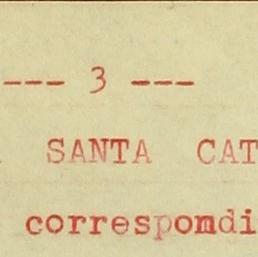 --- 3 ---
SANTA CAT
correspomdi